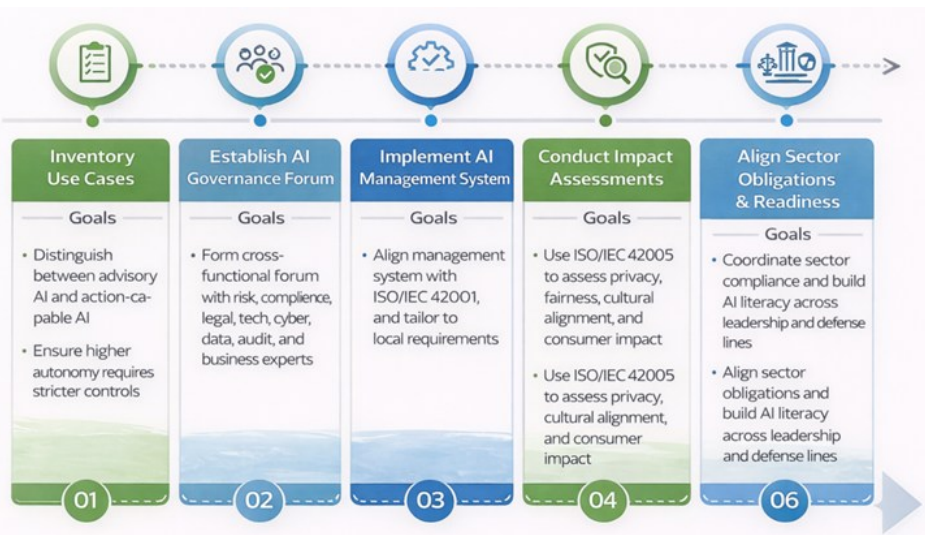 Inventory
Use Cases
Goals
• Distinguish
between advisory
AI and action-ca-
pable AI
• Ensure higher
autonomy requires
stricter controls
01
Establish AI
Governance Forum
Goals
• Form cross-
functional forum
with risk, compliance,
legal, tech, cyber,
data, audit, and
business experts
02
Implement AI
Management System
Goals
• Align management
system with
ISO/IEC 42001,
and tailor to
local requirements
03
Conduct Impact
Assessments
Goals
• Use ISO/IEC 42005
to assess privacy,
fairness, cultural
alignment, and
consumer impact
• Use ISO/IEC 42005
to assess privacy,
cultural alignment,
and consumer
impact
04
Align Sector
Obligations
& Readiness
Goals
• Coordinate sector
compliance and build
AI literacy across
leadership and defense
lines
• Align sector
obligations and
build AI literacy
across leadership
and defense lines
06